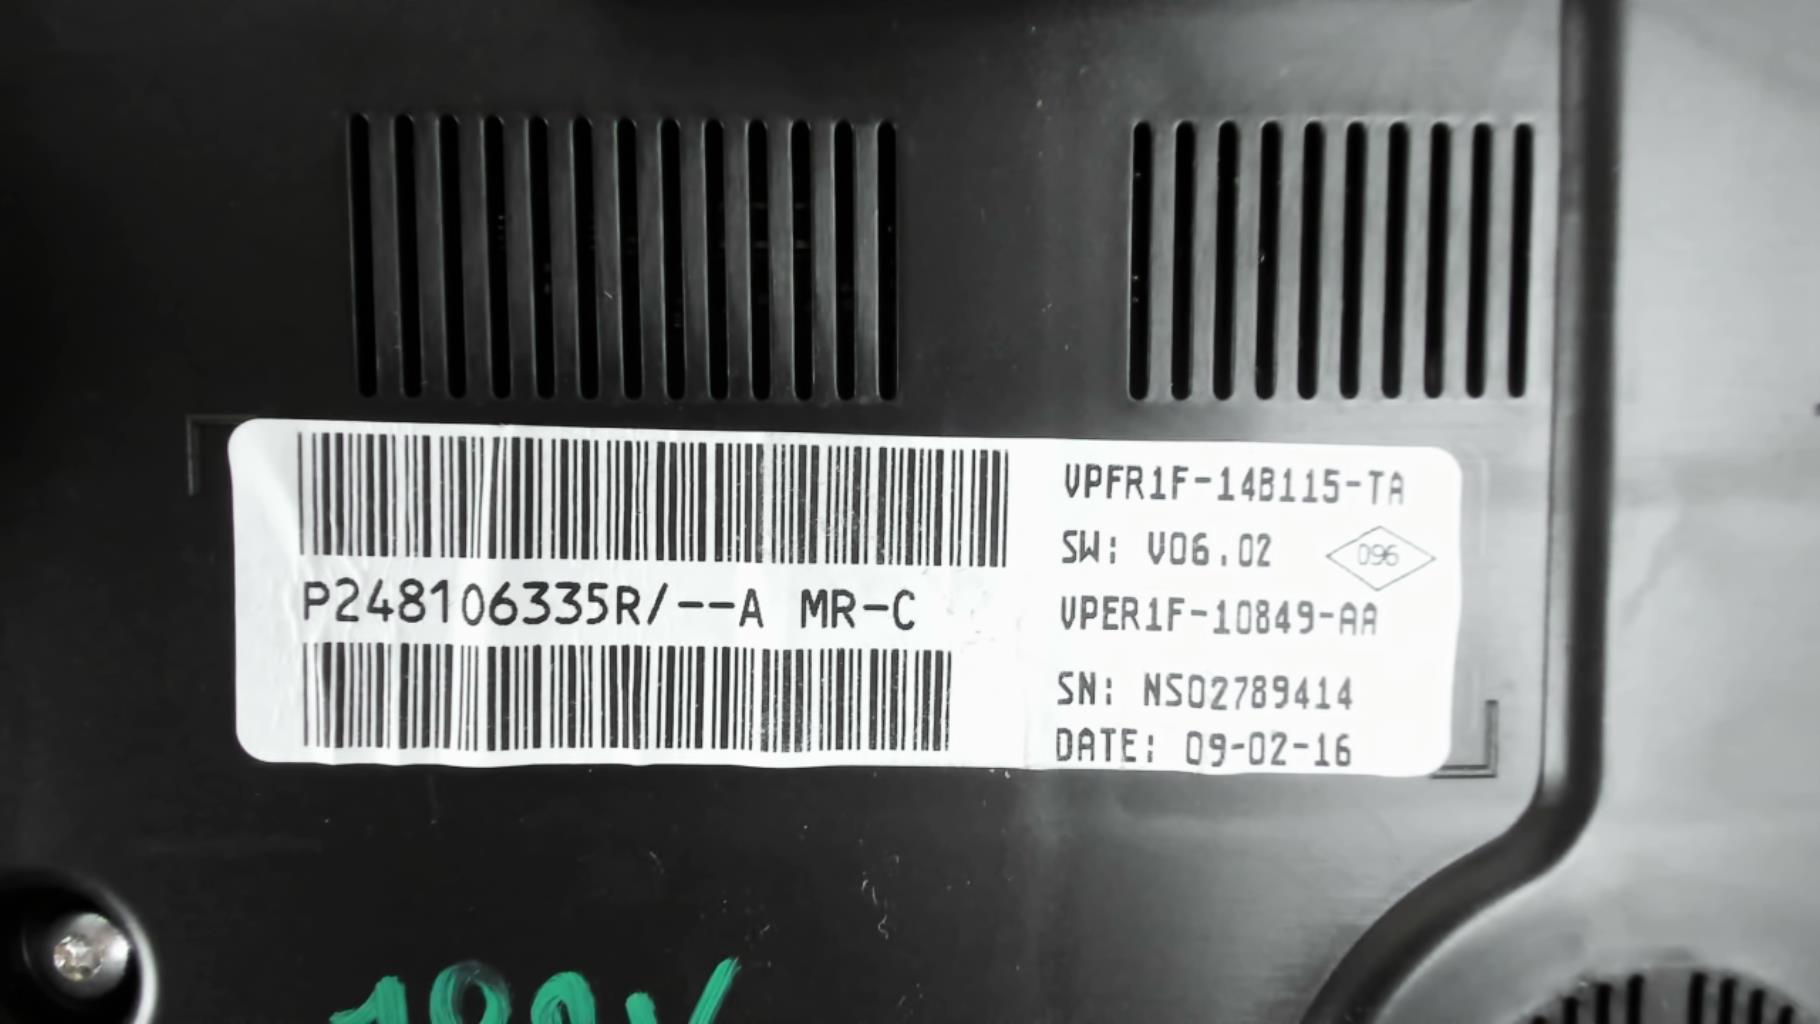 P248106335R/--A MR-C
VPFR1F-14B115-TA
SW: V06.02
096
VPER1F-10849-AA
SN: NS02789414
DATE: 09-02-16